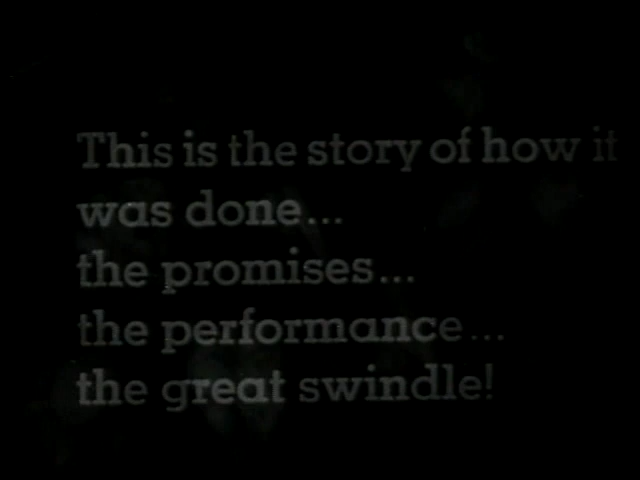 This is the story of how it
was done...
the promises...
the performance...
the great swindle!